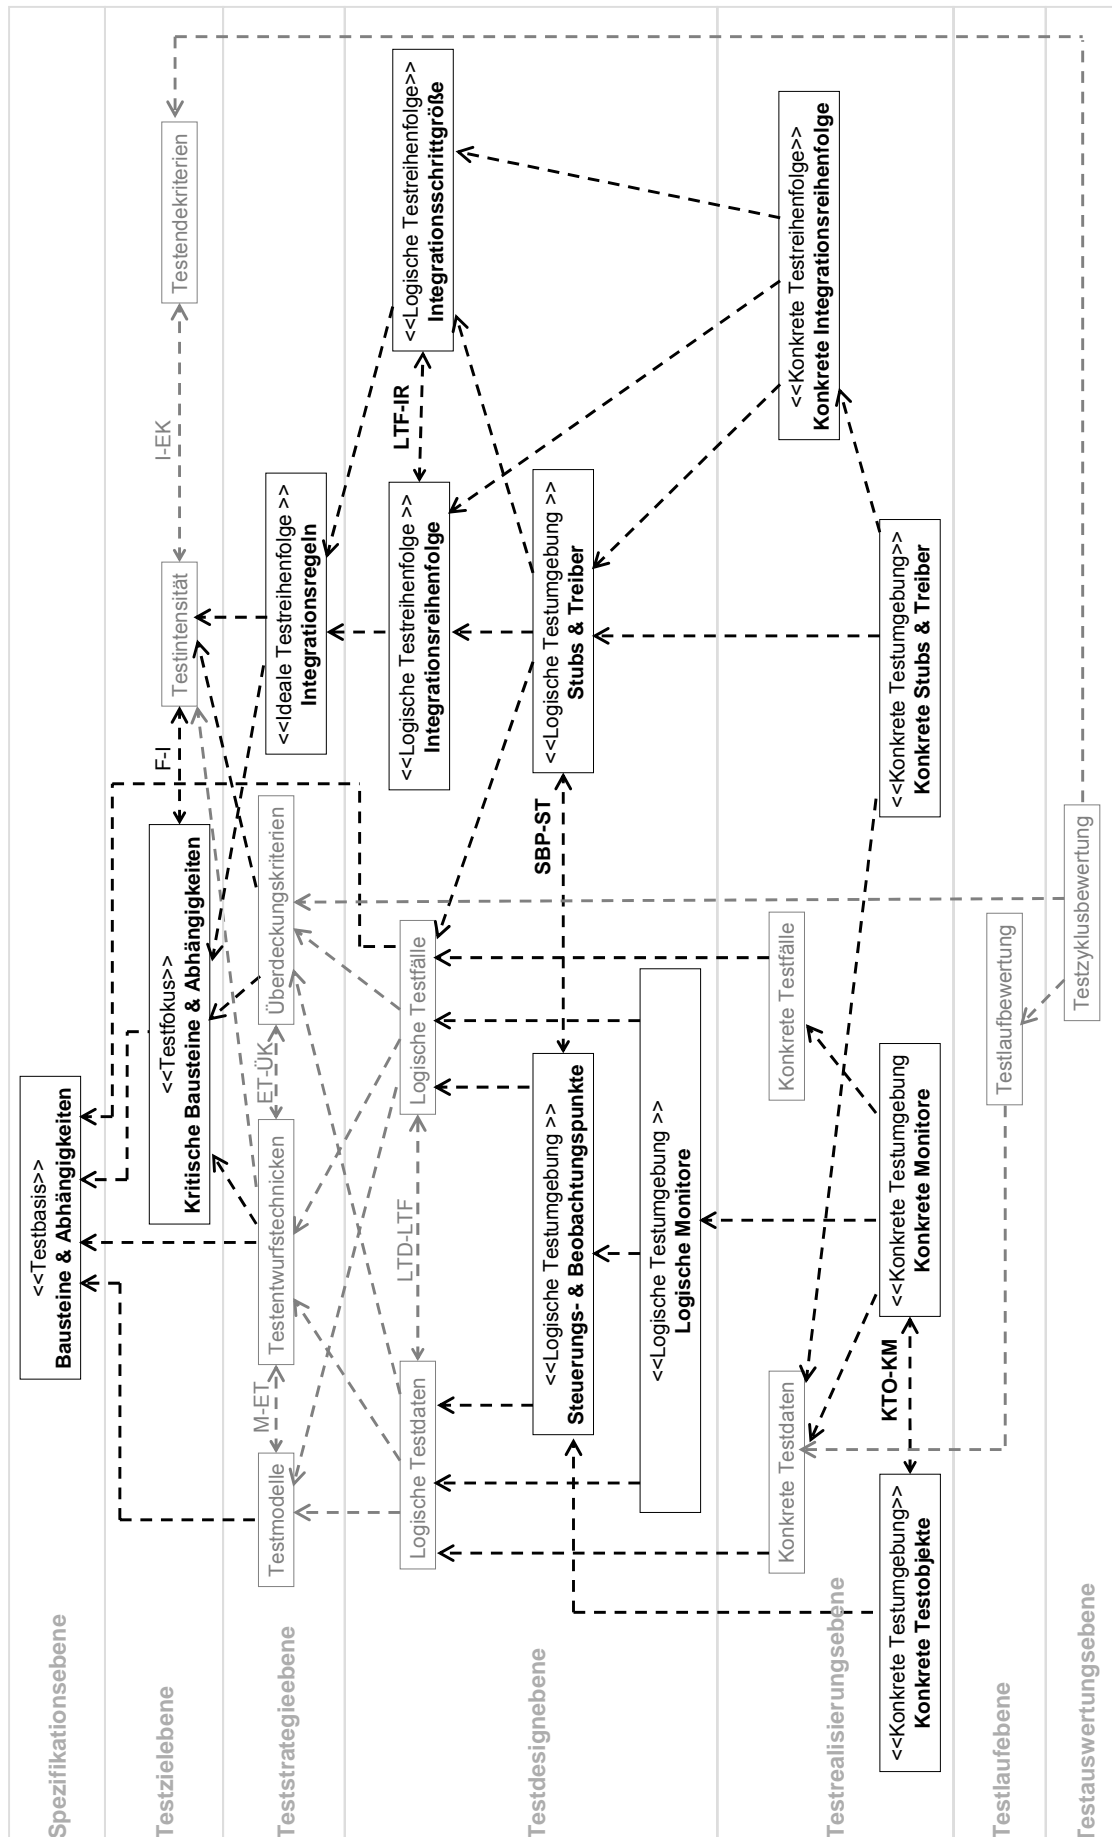 Spezifikationsebene
<<Testbasis>>
Bausteine & Abhängigkeiten
Testzielebene
<<Testfokus>>
Kritische Bausteine & Abhängigkeiten
F-I
Testintensität
I-EK
Testendekriterien
Teststrategieebene
Testmodelle
M-ET
Testentwurfstechnicken
ET-ÜK
Überdeckungskriterien
<<Ideale Testreihenfolge >>
Integrationsregeln
Testdesignebene
Logische Testdaten
LTD-LTF
Logische Testfälle
<<Logische Testreihenfolge >>
Integrationsreihenfolge
LTF-IR
<<Logische Testreihenfolge>>
Integrationsschrittgröße
<<Logische Testumgebung >>
Steuerungs- & Beobachtungspunkte
SBP-ST
<<Logische Testumgebung >>
Stubs & Treiber
<<Logische Testumgebung >>
Logische Monitore
Testrealisierungsebene
Konkrete Testdaten
Konkrete Testfälle
<<Konkrete Testreihenfolge>>
Konkrete Integrationsreihenfolge
<<Konkrete Testumgebung>>
Konkrete Testobjekte
KTO-KM
<<Konkrete Testumgebung
Konkrete Monitore
<<Konkrete Testumgebung>>
Konkrete Stubs & Treiber
Testlaufebene
Testlaufbewertung
Testauswertungsebene
Testzyklusbewertung